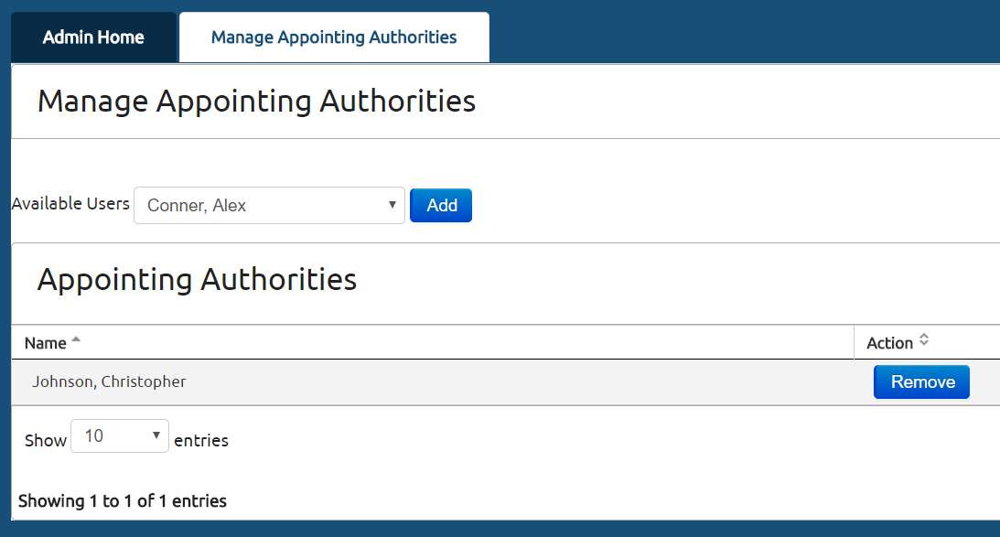 Admin Home
Manage Appointing Authorities
Manage Appointing Authorities
Available Users Conner, Alex Add
Appointing Authorities
Name Action
Johnson, Christopher Remove
Show 10 entries
Showing 1 to 1 of 1 entries